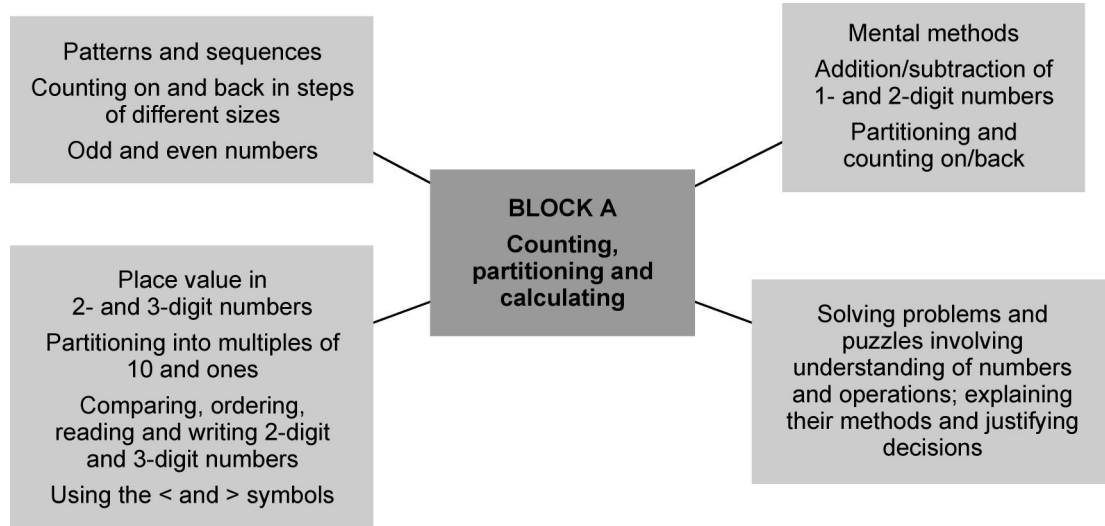 Patterns and sequences
Counting on and back in steps
of different sizes
Odd and even numbers
Mental methods
Addition/subtraction of
1- and 2-digit numbers
Partitioning and
counting on/back
BLOCK A
Counting,
partitioning and
calculating
Place value in
2- and 3-digit numbers
Partitioning into multiples of
10 and ones
Comparing, ordering,
reading and writing 2-digit
and 3-digit numbers
Using the < and > symbols
Solving problems and
puzzles involving
understanding of numbers
and operations; explaining
their methods and justifying
decisions